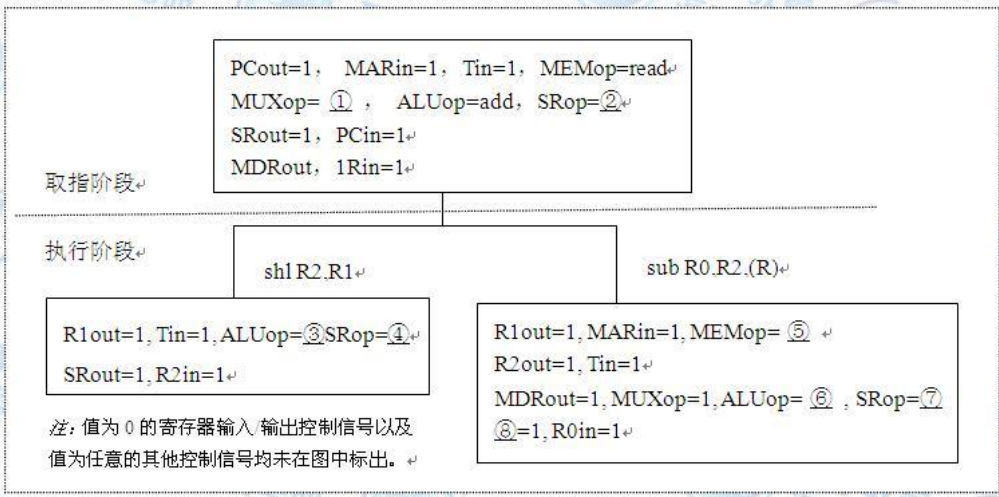 PCout=1， MARin=1，Tin=1，MEMop=read↵
MUXop= ①， ALUop=add，SRop=②↵
SRout=1，PCin=1↵
MDRout，1Rin=1↵
取指阶段↵
执行阶段↵
shl R2,R1↵
sub R0,R2,(R)↵
R1out=1, Tin=1, ALUop=③SRop=④↵
SRout=1, R2in=1↵
R1out=1, MARin=1, MEMop= ⑤ ↵
R2out=1, Tin=1↵
MDRout=1, MUXop=1, ALUop= ⑥ , SRop=⑦
⑧=1, R0in=1↵
注：值为 0 的寄存器输入/输出控制信号以及
值为任意的其他控制信号均未在图中标出。↵